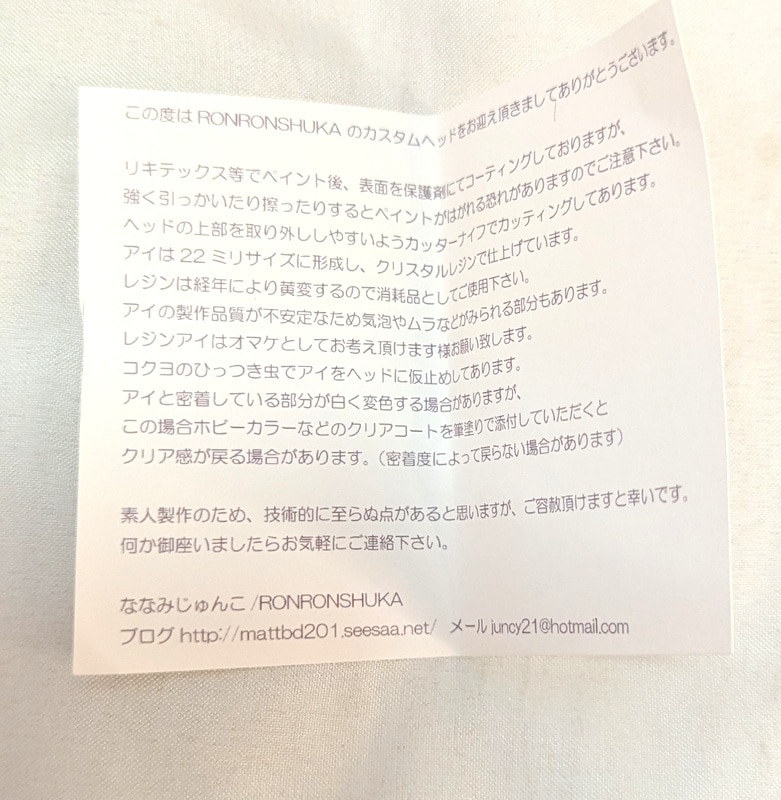 この度は RONRONSHUKA のカスタムヘッドをお迎え頂きましてありがとうございます。
リキテックス等でペイント後、表面を保護剤にてコーティングしておりますが、
強く引っかいたり擦ったりするとペイントがはがれる恐れがありますのでご注意下さい。
ヘッドの上部を取り外ししやすいようカッターナイフでカッティングしてあります。
アイは 22 ミリサイズに形成し、クリスタルレジンで仕上げています。
レジンは経年により黄変するので消耗品としてご使用下さい。
アイの製作品質が不安定なため気泡やムラなどがみられる部分もあります。
レジンアイはオマケとしてお考え頂けます様お願い致します。
コクヨのひっつき虫でアイをヘッドに仮止めしてあります。
アイと密着している部分が白く変色する場合がありますが、
この場合ホビーカラーなどのクリアコートを筆塗りで添付していただくと
クリア感が戻る場合があります。（密着度によって戻らない場合があります）
素人製作のため、技術的に至らぬ点があると思いますが、ご容赦頂けますと幸いです。
何か御座いましたらお気軽にご連絡下さい。
ななみじゅんこ /RONRONSHUKA
ブログ http://mattbd201.seesaa.net/ メール juncy21@hotmail.com